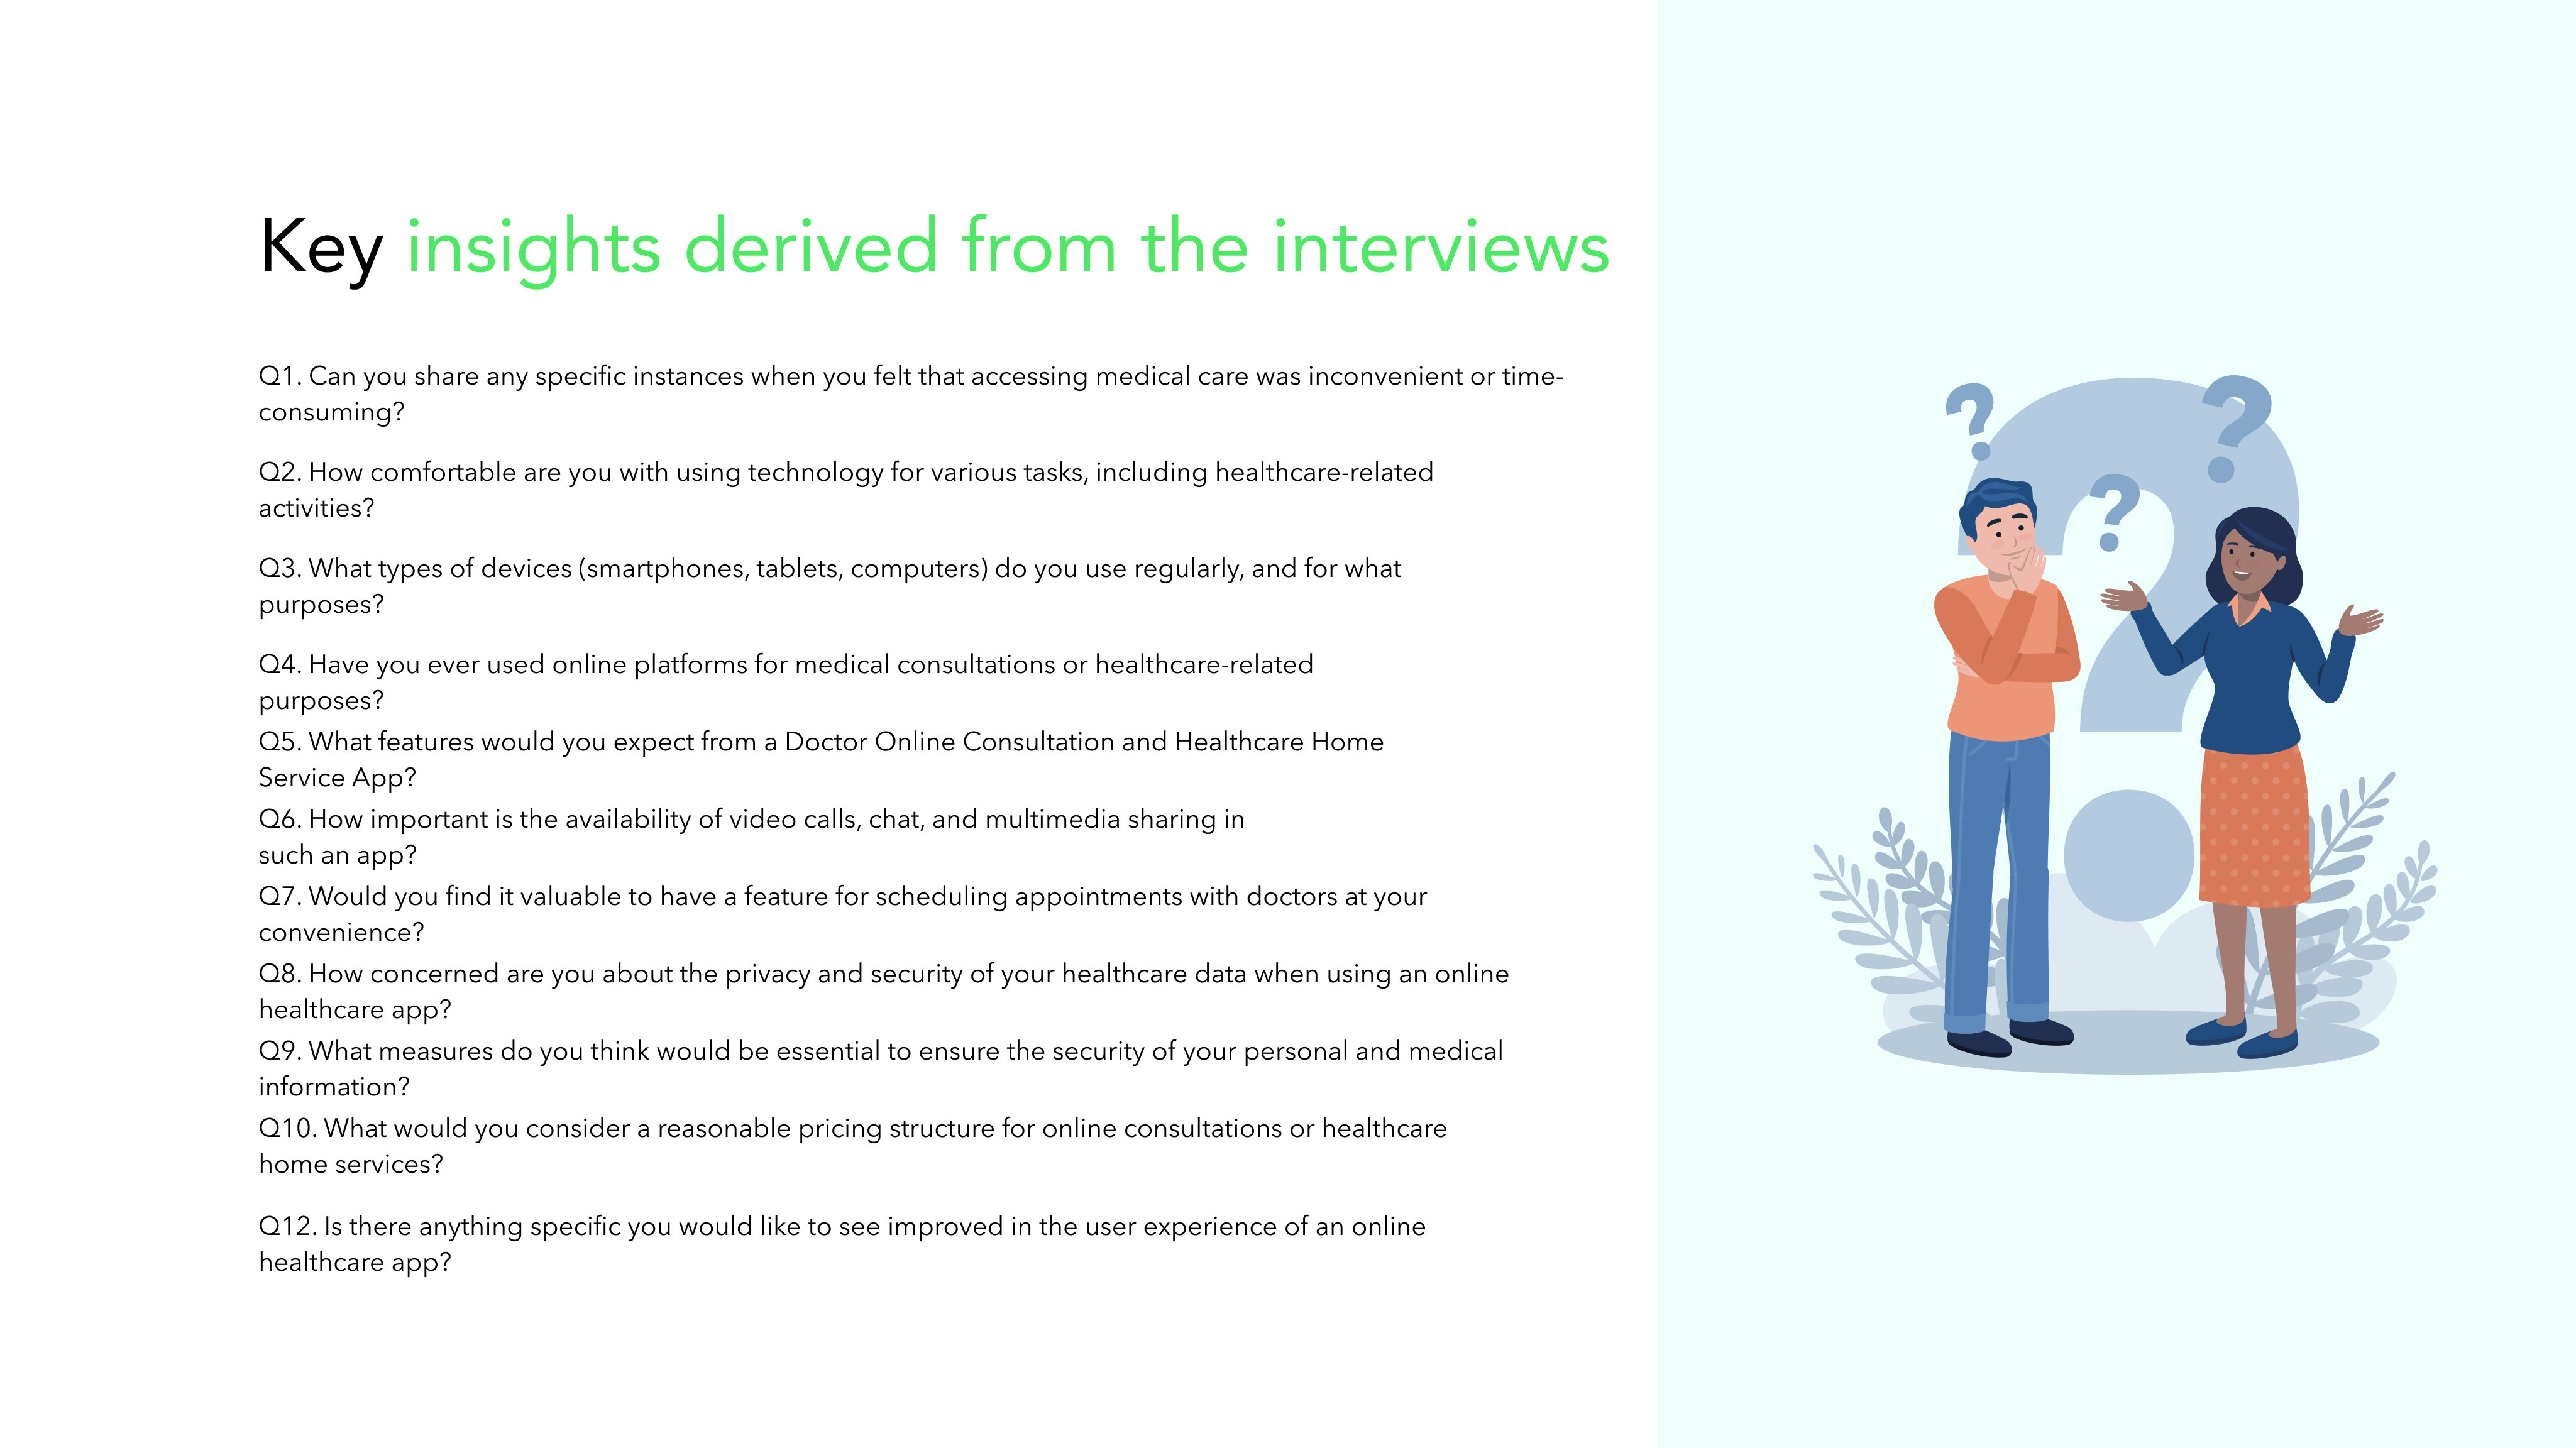 Key insights derived from the interviews
Q1. Can you share any specific instances when you felt that accessing medical care was inconvenient or time-
consuming?
Q2. How comfortable are you with using technology for various tasks, including healthcare-related
activities?
Q3. What types of devices (smartphones, tablets, computers) do you use regularly, and for what
purposes?
Q4. Have you ever used online platforms for medical consultations or healthcare-related
purposes?
Q5. What features would you expect from a Doctor Online Consultation and Healthcare Home
Service App?
Q6. How important is the availability of video calls, chat, and multimedia sharing in
such an app?
Q7. Would you find it valuable to have a feature for scheduling appointments with doctors at your
convenience?
Q8. How concerned are you about the privacy and security of your healthcare data when using an online
healthcare app?
Q9. What measures do you think would be essential to ensure the security of your personal and medical
information?
Q10. What would you consider a reasonable pricing structure for online consultations or healthcare
home services?
Q12. Is there anything specific you would like to see improved in the user experience of an online
healthcare app?
? ? ? ?